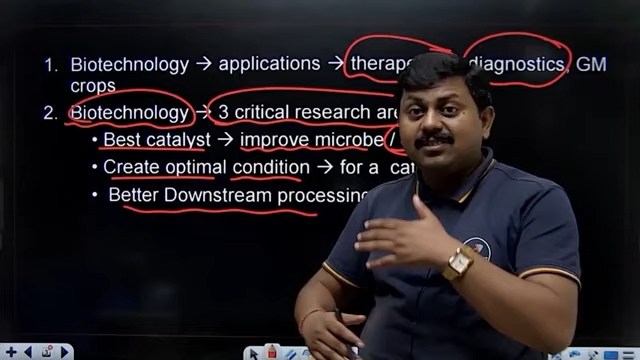 1. Biotechnology → applications → therape diagnostics, GM
crops
2. Biotechnology → 3 critical research are
• Best catalyst → improve microbe /
• Create optimal condition → for a cat
• Better Downstream processing